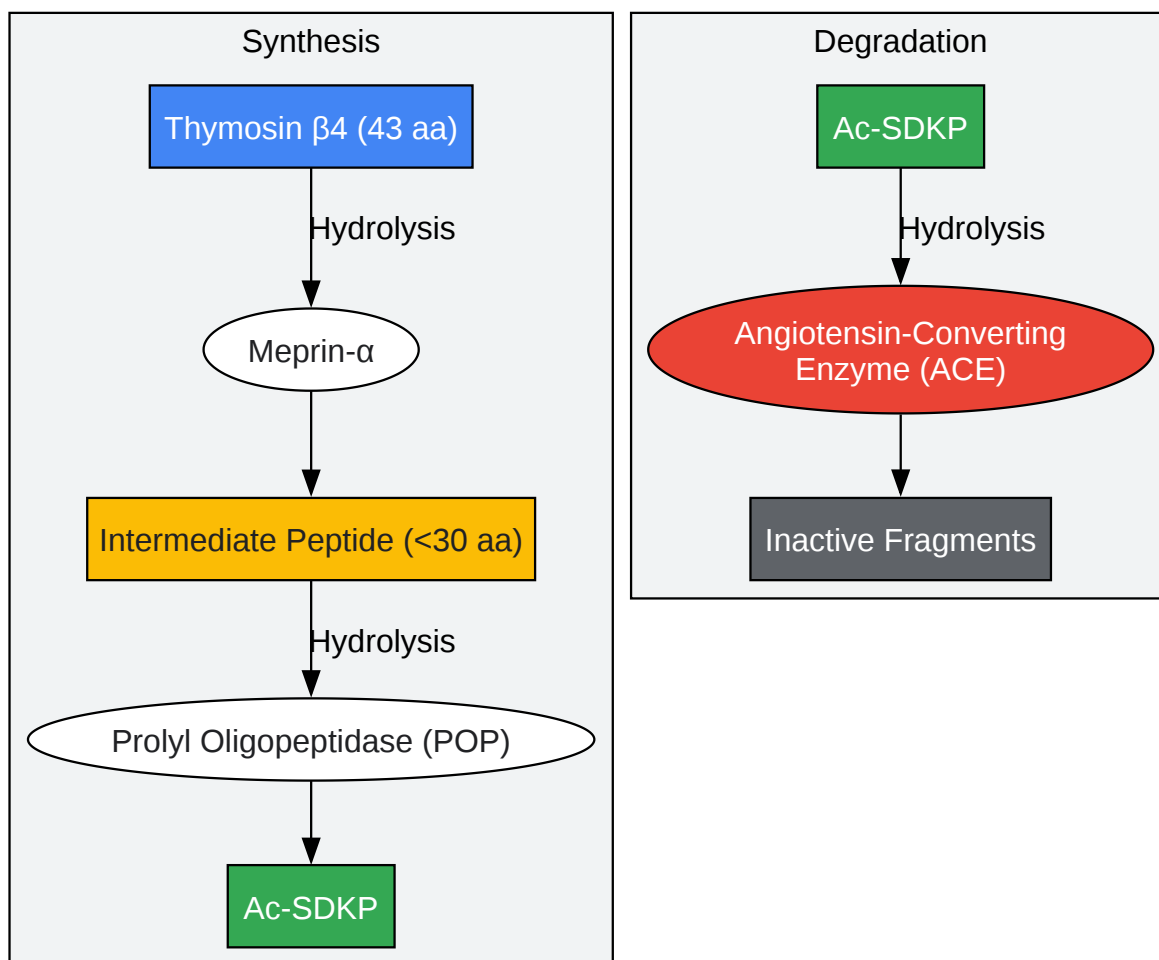 Synthesis
Thymosin β4 (43 aa)
Hydrolysis
Meprin-α
Intermediate Peptide (<30 aa)
Hydrolysis
Prolyl Oligopeptidase (POP)
Ac-SDKP
Degradation
Ac-SDKP
Hydrolysis
Angiotensin-Converting
Enzyme (ACE)
Inactive Fragments